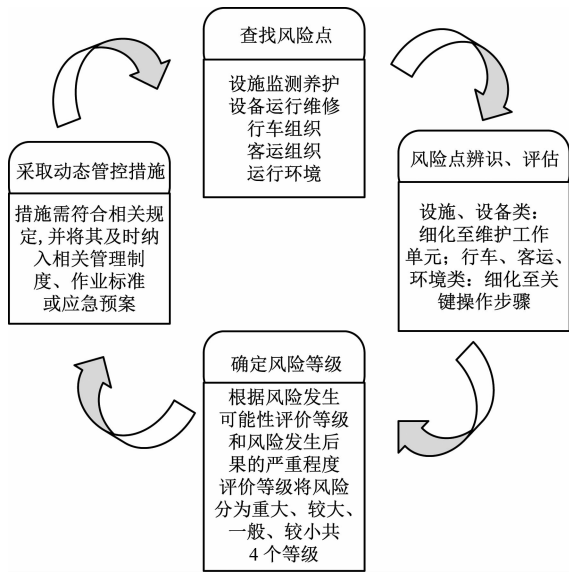 查找风险点
设施监测养护
设备运行维修
行车组织
客运组织
运行环境
风险点辨识、评估
设施、设备类:
细化至维护工作
单元;行车、客运、
环境类:细化至关
键操作步骤
确定风险等级
根据风险发生
可能性评价等级
和风险发生后
果的严重程度
评价等级将风险
分为重大、较大、
一般、较小共
4 个等级
采取动态管控措施
措施需符合相关规
定,并将其及时纳
入相关管理制
度、作业标准
或应急预案